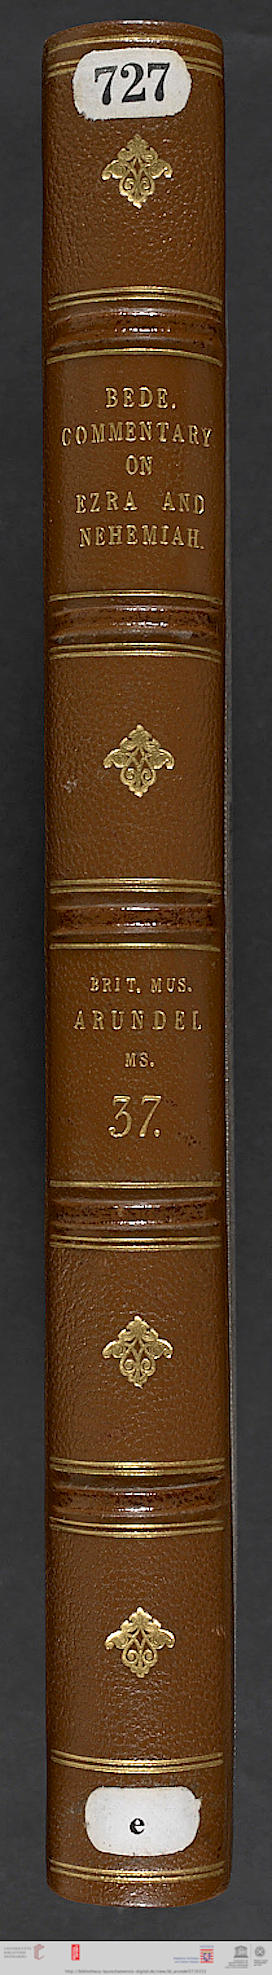 727
BEDE.
COMMENTARY
ON
EZRA AND
NEHEMIAH.
BRIT. MUS.
ARUNDEL
MS.
37.
e